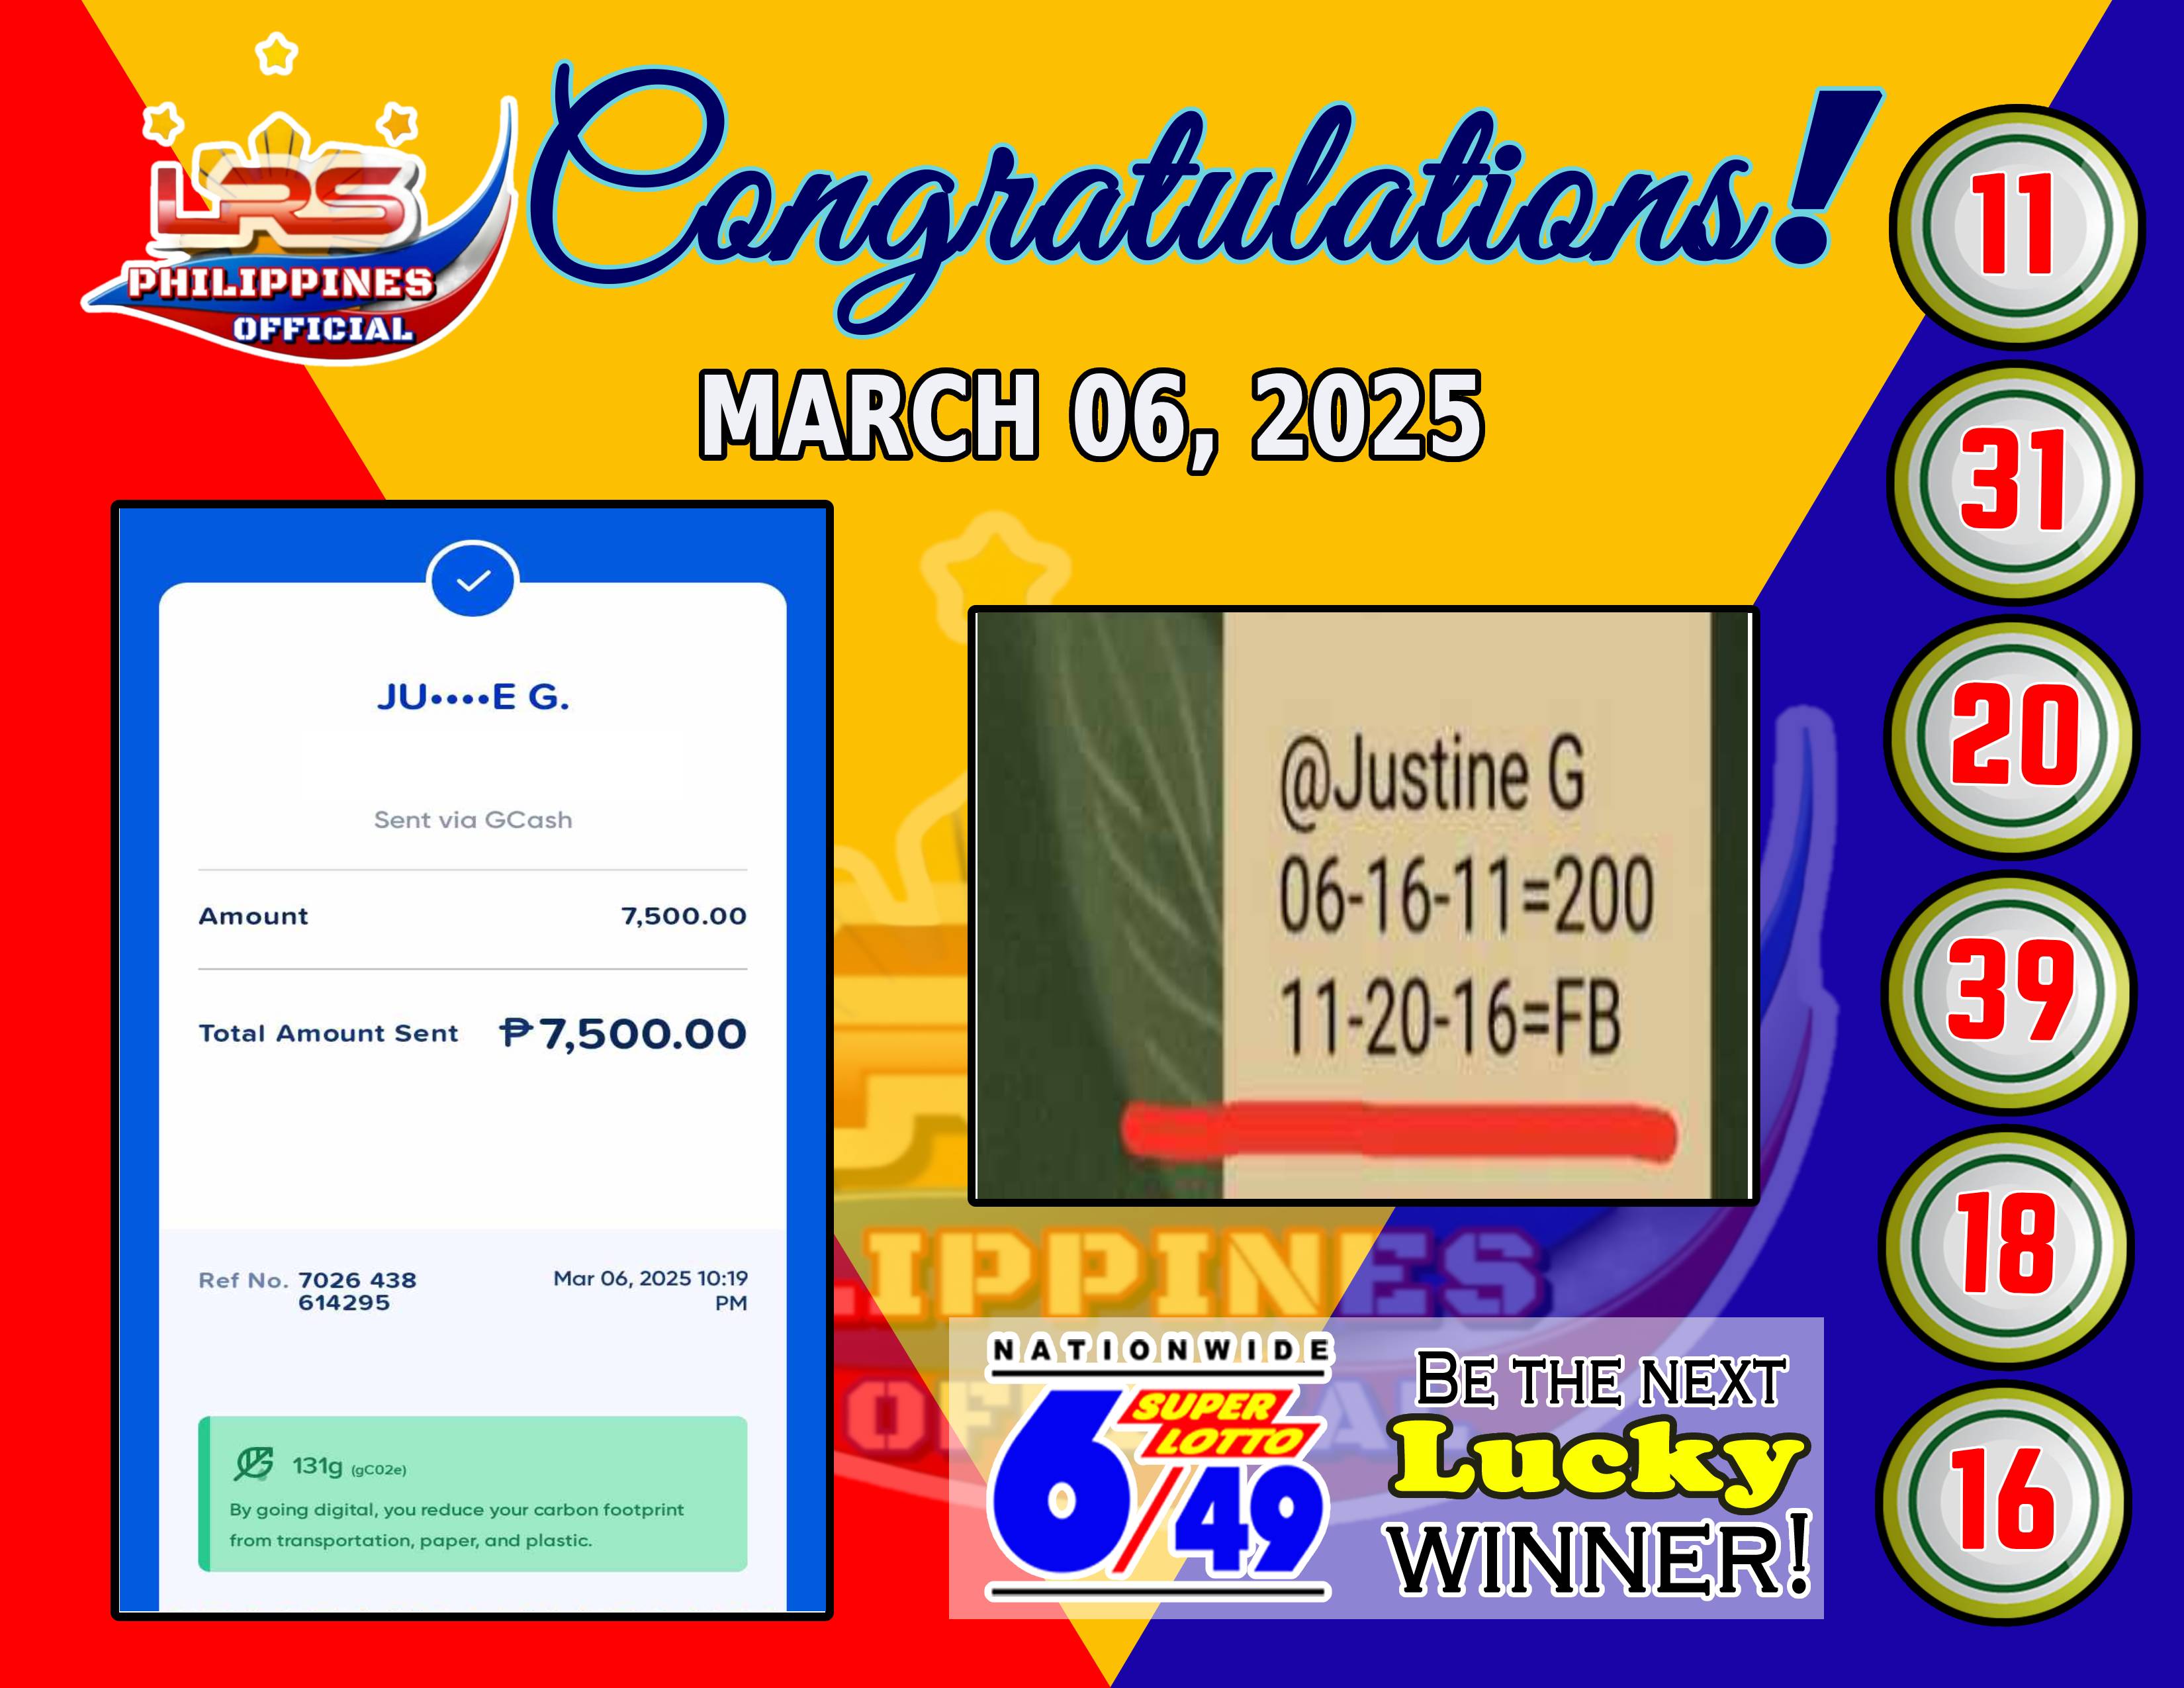 LRS
PHILIPPINES
OFFICIAL
Congratulations!
MARCH 06, 2025
JU••••E G.
Sent via GCash
Amount 7,500.00
Total Amount Sent ₱7,500.00
Ref No. 7026 438
614295
Mar 06, 2025 10:19
PM
131g (gC02e)
By going digital, you reduce your carbon footprint
from transportation, paper, and plastic.
@Justine G
06-16-11=200
11-20-16=FB
IPPINES
NATIONWIDE
SUPER
LOTTO
6/49
BE THE NEXT
Lucky
WINNER!
11
31
20
39
18
16